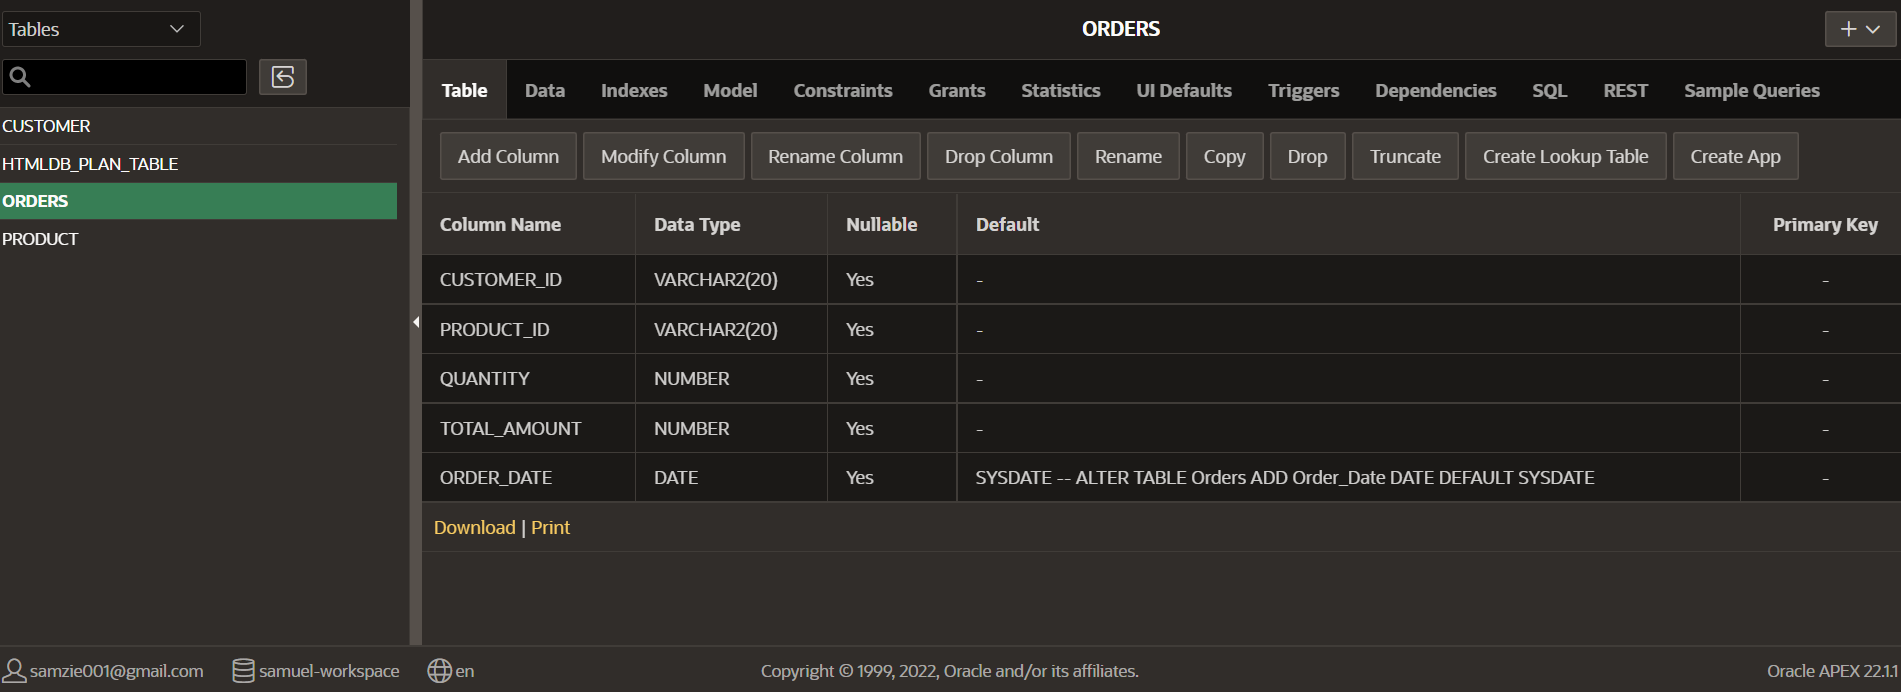 Tables
CUSTOMER
HTMLDB_PLAN_TABLE
ORDERS
PRODUCT
ORDERS
Table Data Indexes Model Constraints Grants Statistics UI Defaults Triggers Dependencies SQL REST Sample Queries
Add Column Modify Column Rename Column Drop Column Rename Copy Drop Truncate Create Lookup Table Create App
Column Name Data Type Nullable Default Primary Key
CUSTOMER_ID VARCHAR2(20) Yes - -
PRODUCT_ID VARCHAR2(20) Yes - -
QUANTITY NUMBER Yes - -
TOTAL_AMOUNT NUMBER Yes - -
ORDER_DATE DATE Yes SYSDATE -- ALTER TABLE Orders ADD Order_Date DATE DEFAULT SYSDATE -
Download | Print
samzie001@gmail.com samuel-workspace en Copyright © 1999, 2022, Oracle and/or its affiliates. Oracle APEX 22.1.1